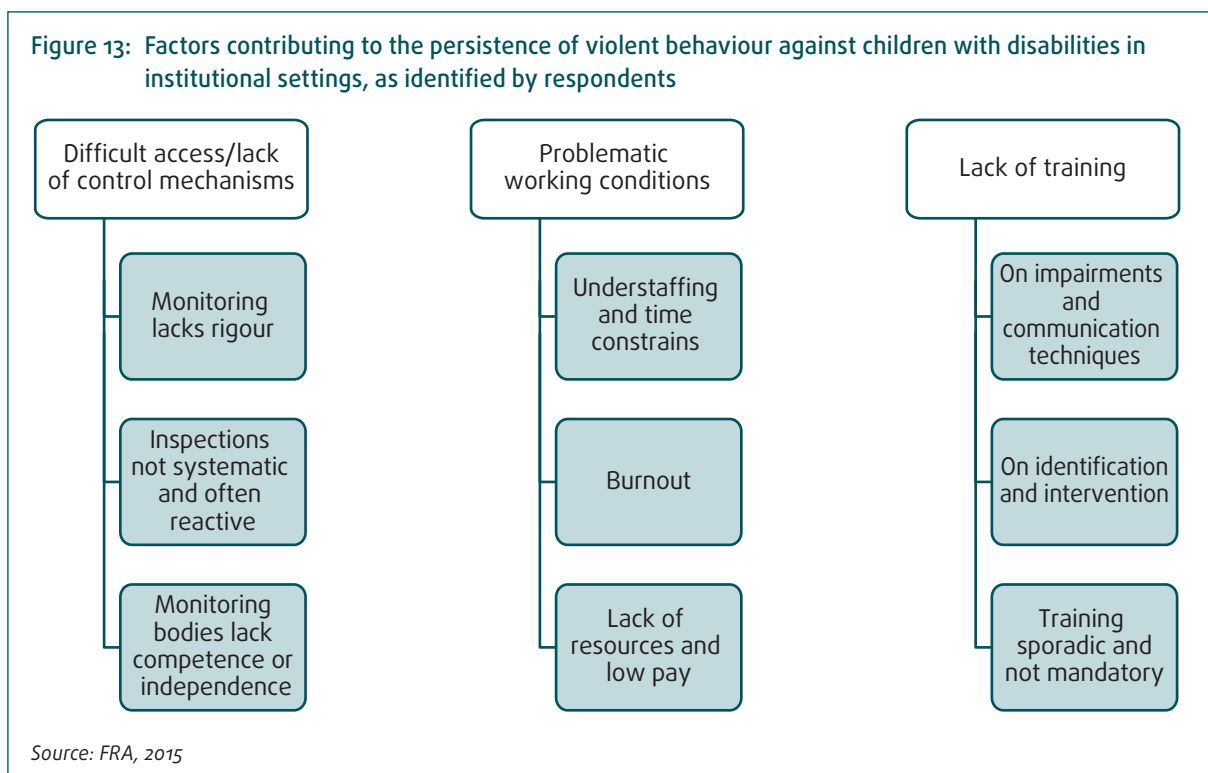 Figure 13: Factors contributing to the persistence of violent behaviour against children with disabilities in
institutional settings, as identified by respondents
Difficult access/lack
of control mechanisms
Monitoring
lacks rigour
Inspections
not systematic
and often
reactive
Monitoring
bodies lack
competence or
independence
Problematic
working conditions
Understaffing
and time
constrains
Burnout
Lack of
resources and
low pay
Lack of training
On impairments
and
communication
techniques
On identification
and intervention
Training
sporadic and
not mandatory
Source: FRA, 2015